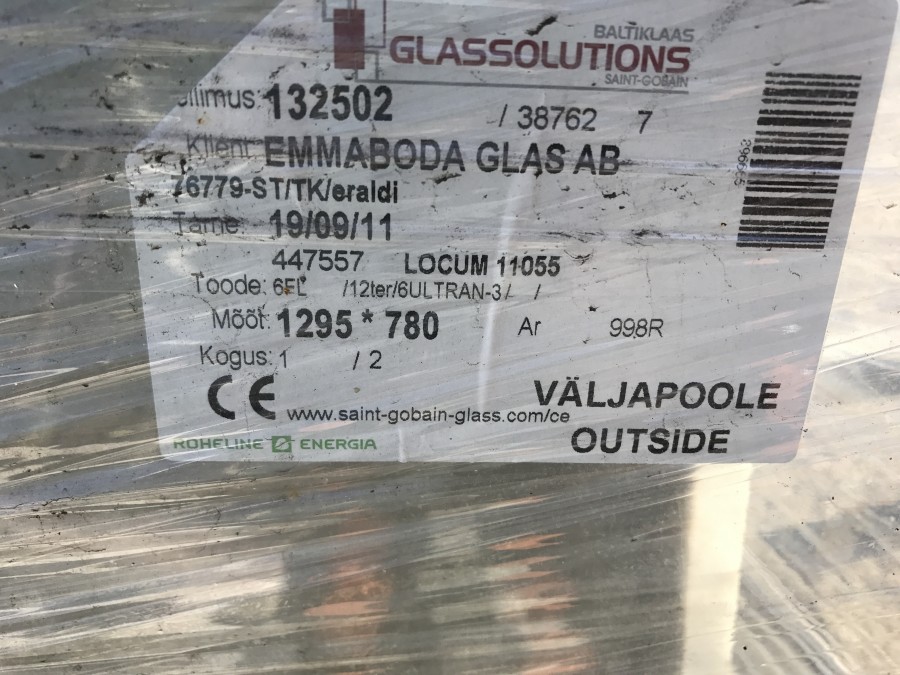 BALTIKLAAS
GLASSOLUTIONS
SAINT-GOBAIN
132502 / 38762 7
Klient: EMMABODA GLAS AB
76779-ST/TK/eraldi
Tarne: 19/09/11
447557 LOCUM 11055
Toode: 6FL /12ter/6ULTRAN-3/ /
Mõõt: 1295 * 780 Ar 998R
Kogus: 1 / 2
CE www.saint-gobain-glass.com/ce
VÄLJAPOOLE
OUTSIDE
ROHELINE ENERGIA